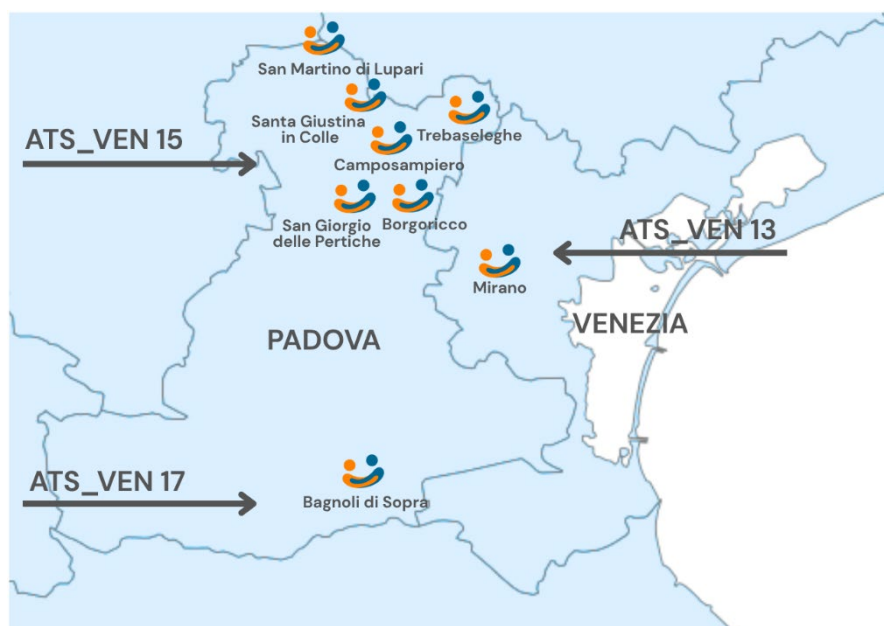 San Martino di Lupari
Santa Giustina
in Colle
Trebaseleghe
ATS_VEN 15
Camposampiero
San Giorgio
delle Pertiche
Borgoricco
ATS_VEN 13
Mirano
PADOVA
VENEZIA
ATS_VEN 17
Bagnoli di Sopra